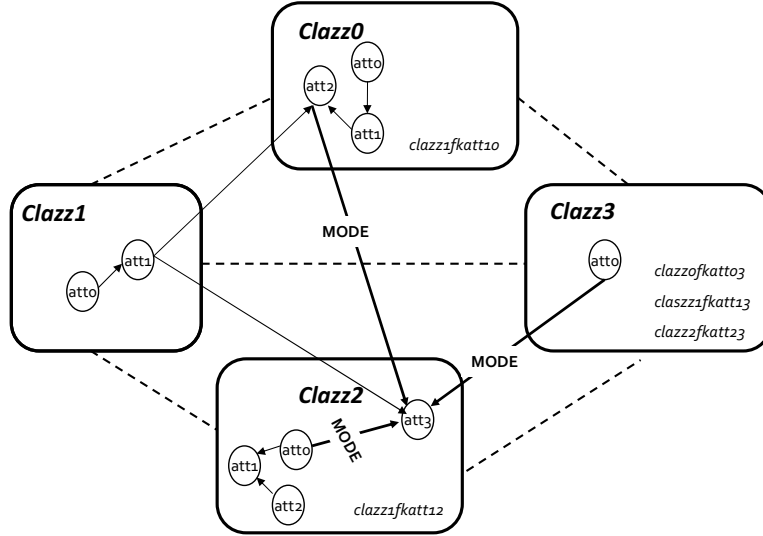 Clazz0
att0
att2
att1
clazz1fkatt10
Clazz1
att1
att0
MODE
Clazz3
att0
clazz0fkatt03
claszz1fkatt13
clazz2fkatt23
MODE
Clazz2
att3
MODE
att0
att1
att2
clazz1fkatt12